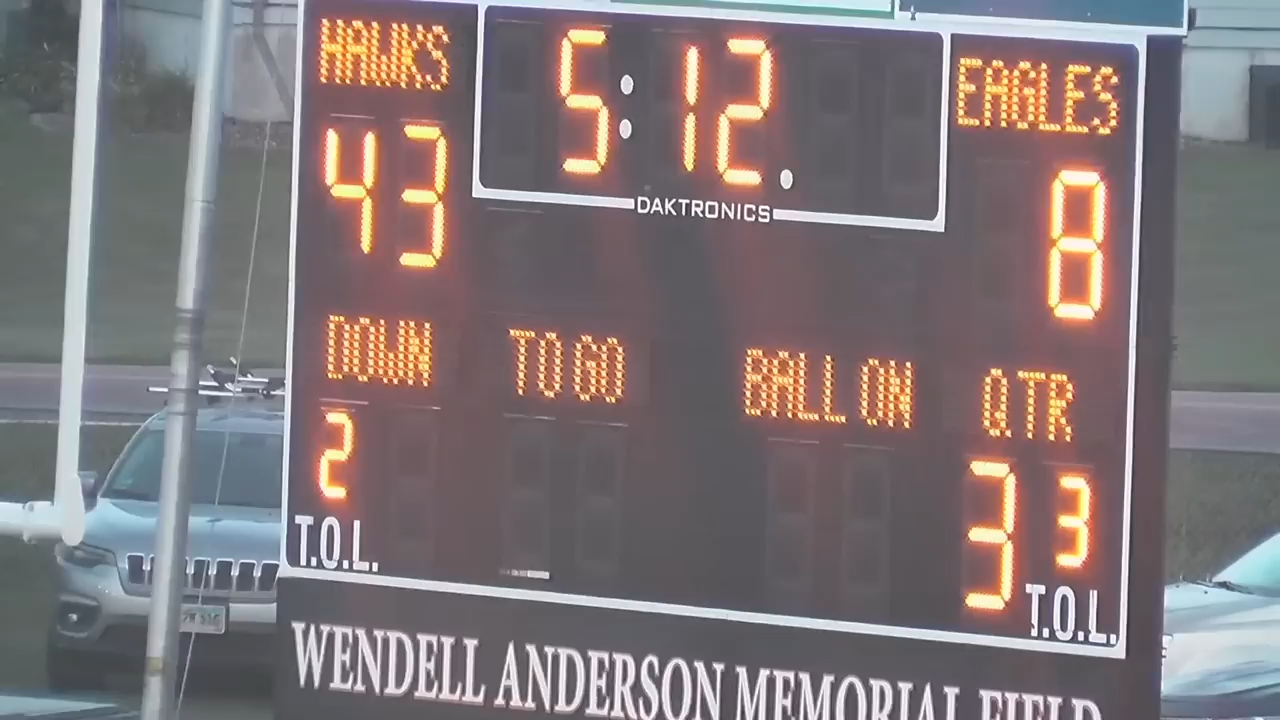 HAWKS 5:12. EAGLES
43 8
DAKTRONICS
DOWN TO GO BALL ON QTR
2 3 3
T.O.L. T.O.L.
WENDELL ANDERSON MEMORIAL FIELD